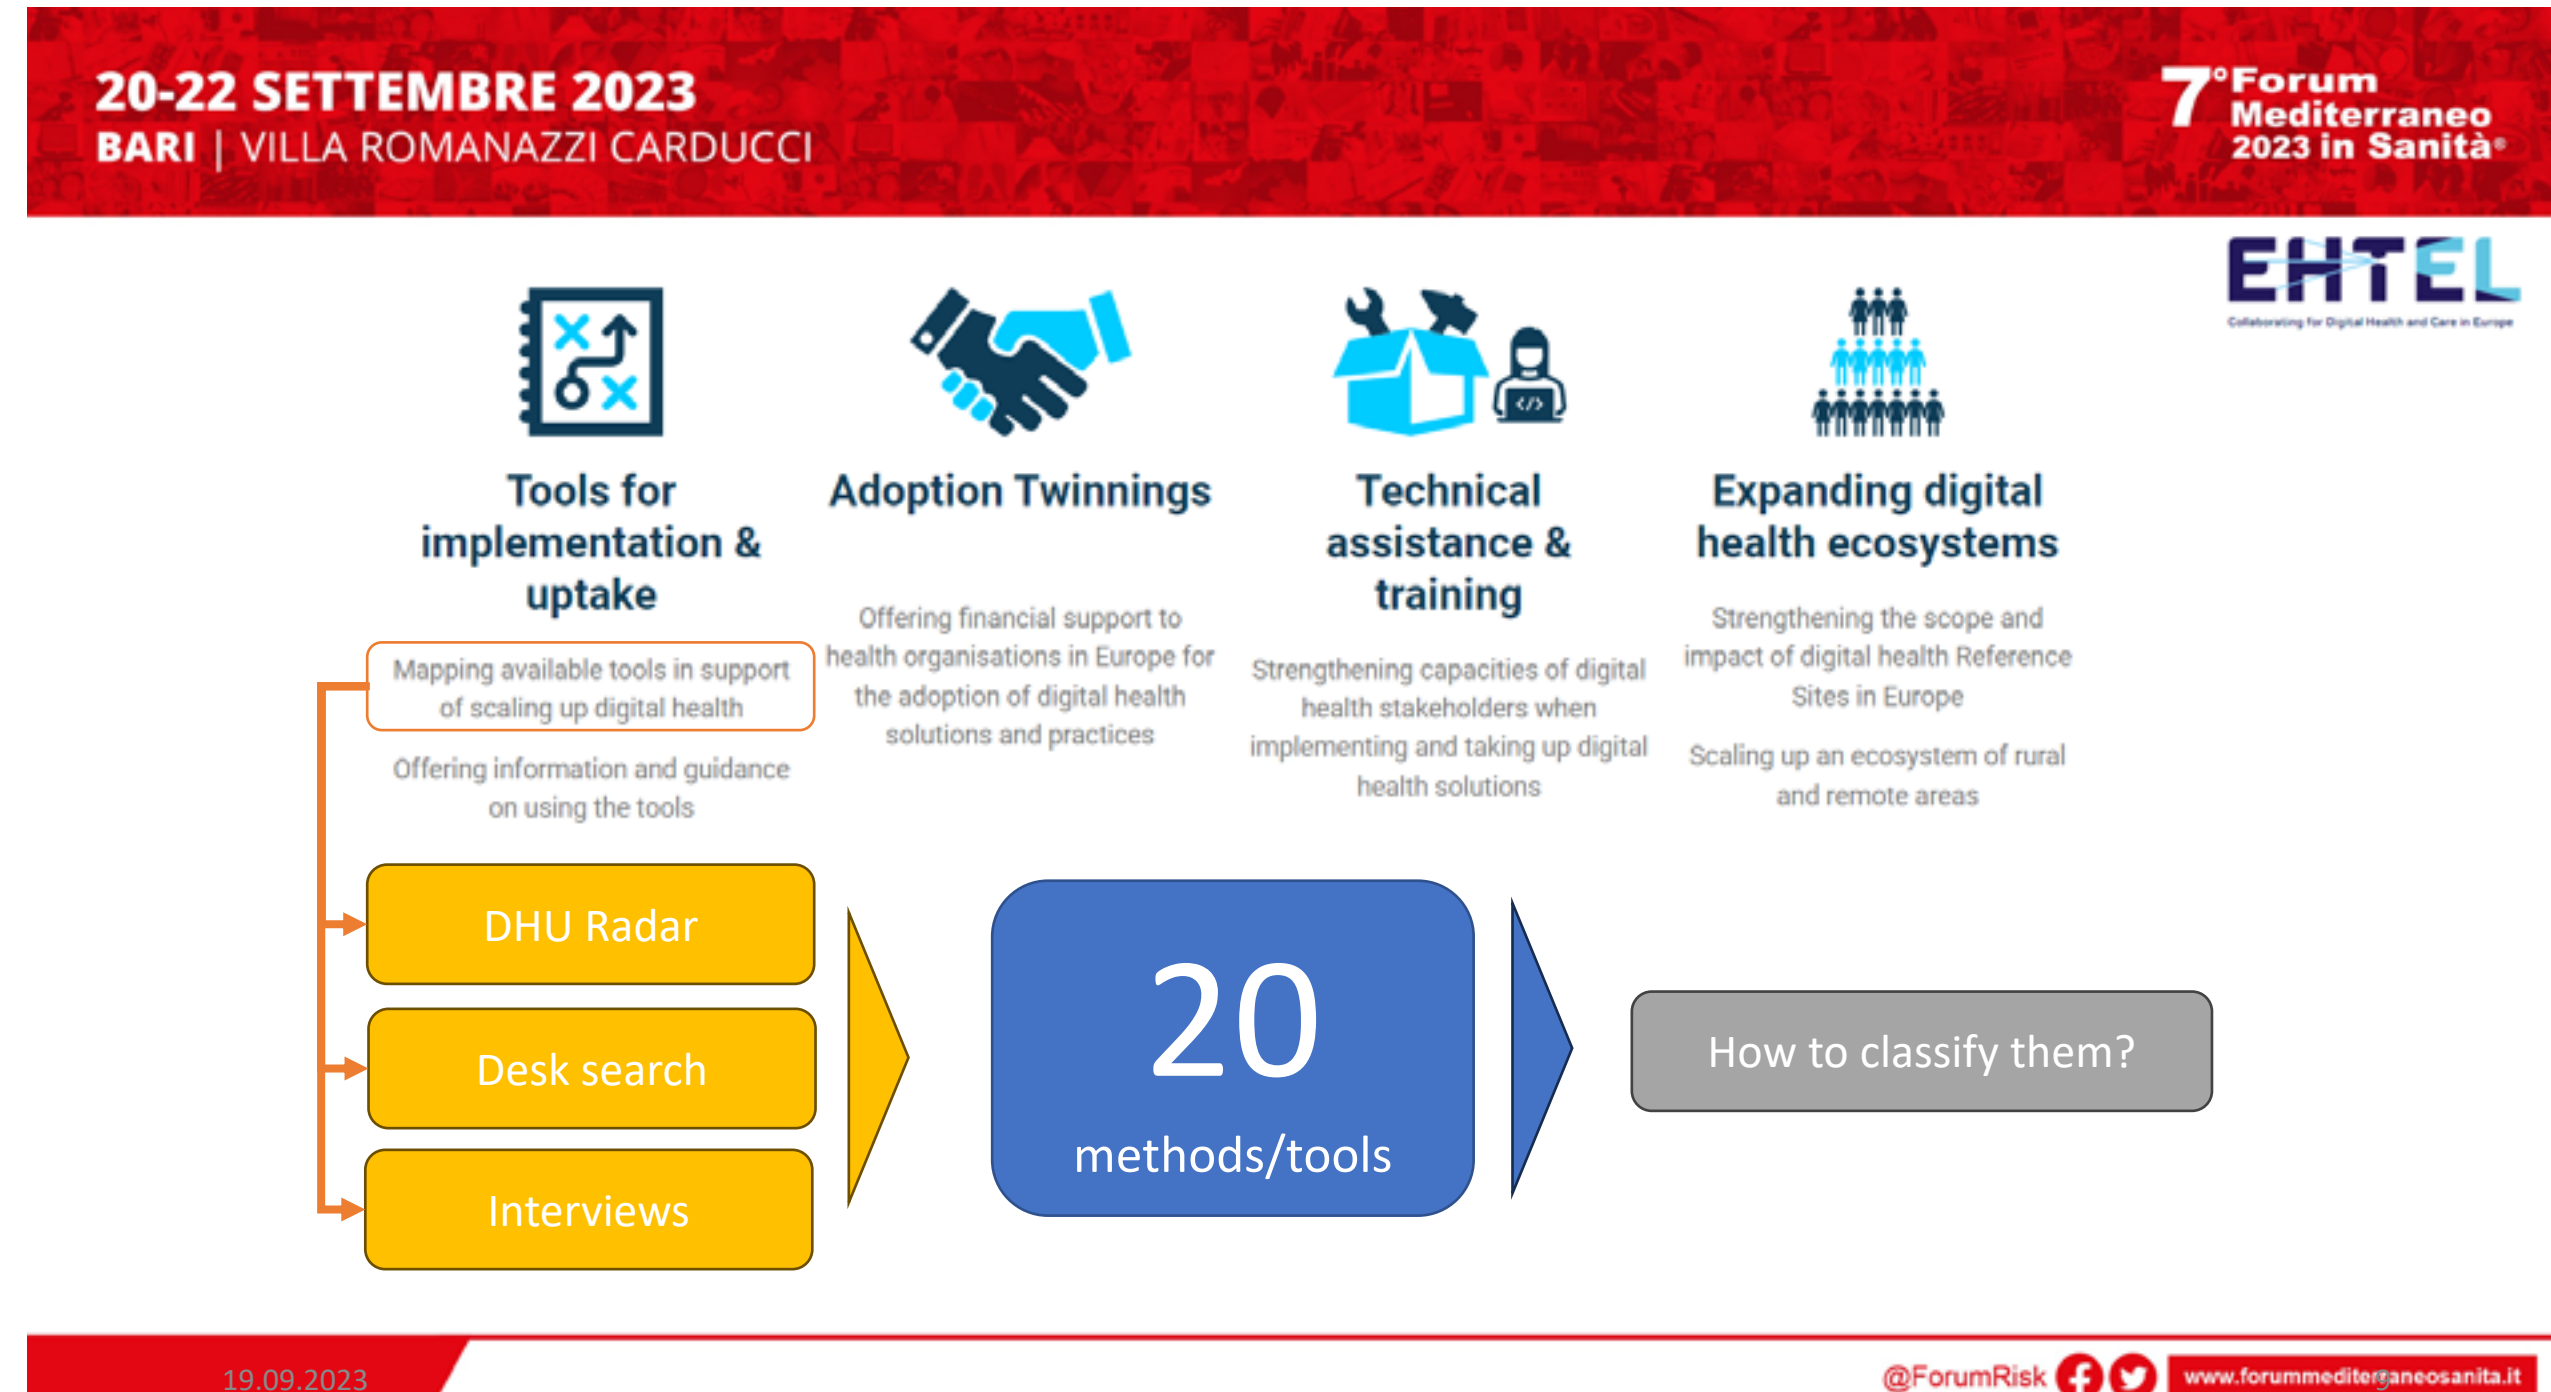 20-22 SETTEMBRE 2023
BARI | VILLA ROMANAZZI CARDUCCI
7° Forum
Mediterraneo
2023 in Sanità®
EHTEL
Collaborating for Digital Health and Care in Europe
Tools for
implementation &
uptake
Mapping available tools in support
of scaling up digital health
Offering information and guidance
on using the tools
Adoption Twinnings
Offering financial support to
health organisations in Europe for
the adoption of digital health
solutions and practices
</>
Technical
assistance &
training
Strengthening capacities of digital
health stakeholders when
implementing and taking up digital
health solutions
Expanding digital
health ecosystems
Strengthening the scope and
impact of digital health Reference
Sites in Europe
Scaling up an ecosystem of rural
and remote areas
DHU Radar
Desk search
Interviews
20
methods/tools
How to classify them?
19.09.2023
@ForumRisk
www.forummediterraneosanita.it
9